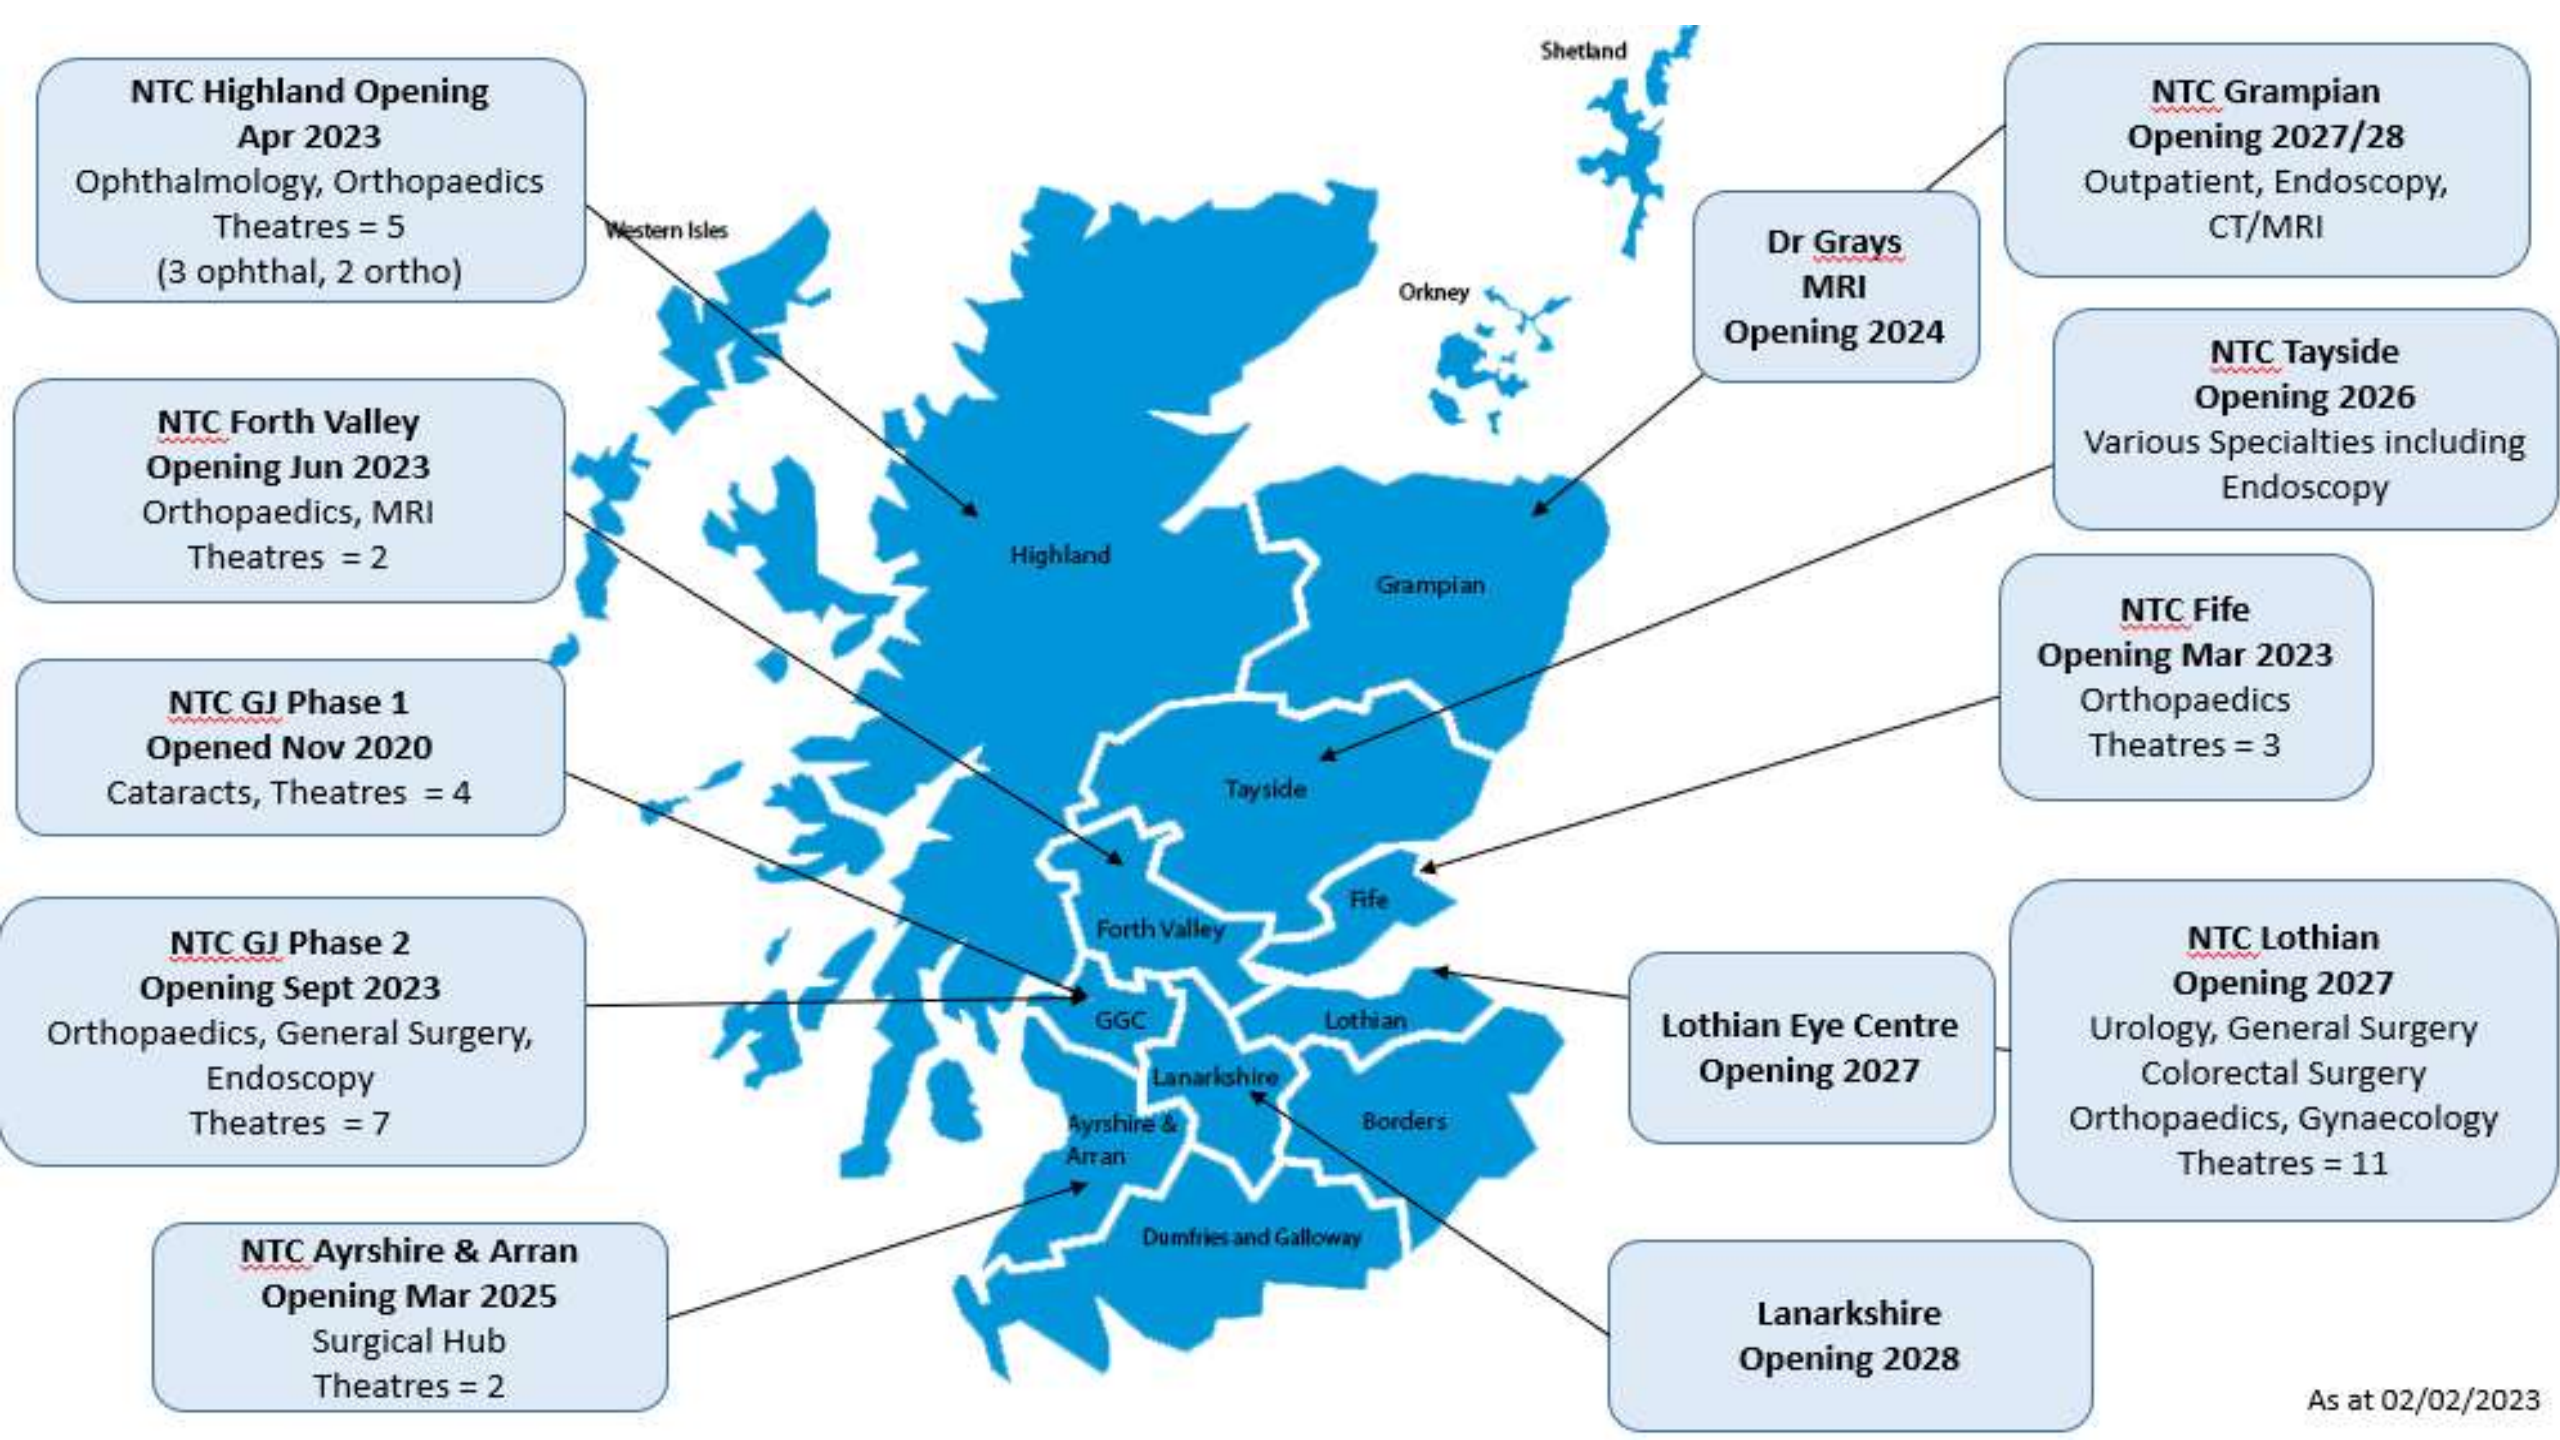 NTC Highland Opening
Apr 2023
Ophthalmology, Orthopaedics
Theatres = 5
(3 ophthal, 2 ortho)
NTC Forth Valley
Opening Jun 2023
Orthopaedics, MRI
Theatres  = 2
NTC GJ Phase 1
Opened Nov 2020
Cataracts, Theatres  = 4
NTC GJ Phase 2
Opening Sept 2023
Orthopaedics, General Surgery,
Endoscopy
Theatres  = 7
NTC Ayrshire & Arran
Opening Mar 2025
Surgical Hub
Theatres = 2
Western Isles
Shetland
Orkney
Highland
Grampian
Tayside
Fife
Forth Valley
GGC
Lothian
Lanarkshire
Ayrshire &
Arran
Borders
Dumfries and Galloway
NTC Grampian
Opening 2027/28
Outpatient, Endoscopy,
CT/MRI
Dr Grays
MRI
Opening 2024
NTC Tayside
Opening 2026
Various Specialties including
Endoscopy
NTC Fife
Opening Mar 2023
Orthopaedics
Theatres = 3
Lothian Eye Centre
Opening 2027
NTC Lothian
Opening 2027
Urology, General Surgery
Colorectal Surgery
Orthopaedics, Gynaecology
Theatres = 11
Lanarkshire
Opening 2028
As at 02/02/2023